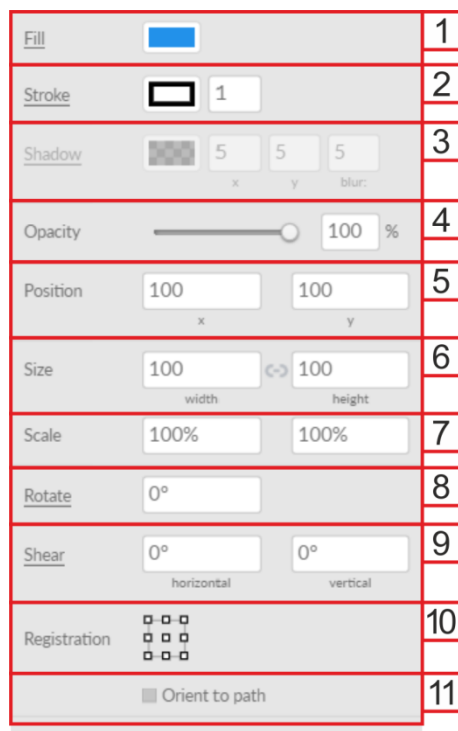 Fill 1
Stroke 1 2
Shadow 5 5 5 3
x y blur:
Opacity 100 % 4
Position 100 100 5
x y
Size 100 100 6
width height
Scale 100% 100% 7
Rotate 0° 8
Shear 0° 0° 9
horizontal vertical
Registration 10
Orient to path 11